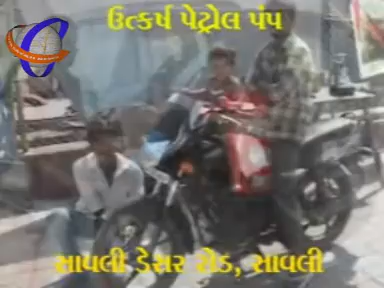 ઉત્કર્ષ પેટ્રોલ પંપ
સાવલી ડેસર રોડ, સાવલી